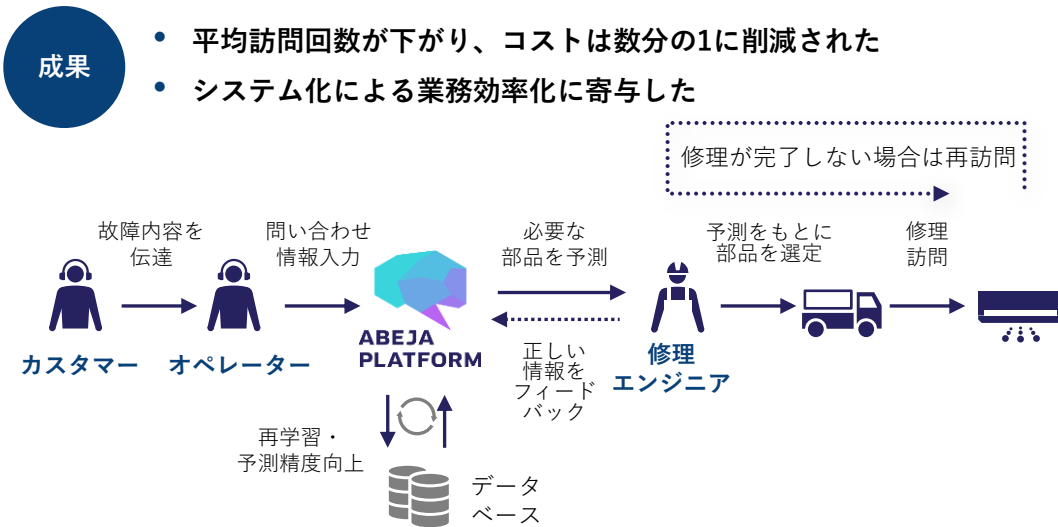 成果
• 平均訪問回数が下がり、コストは数分の1に削減された
• システム化による業務効率化に寄与した
修理が完了しない場合は再訪問
故障内容を
伝達
問い合わせ
情報入力
必要な
部品を予測
予測をもとに
部品を選定
修理
訪問
カスタマー
オペレーター
ABEJA
PLATFORM
正しい
情報を
フィード
バック
修理
エンジニア
再学習・
予測精度向上
データ
ベース